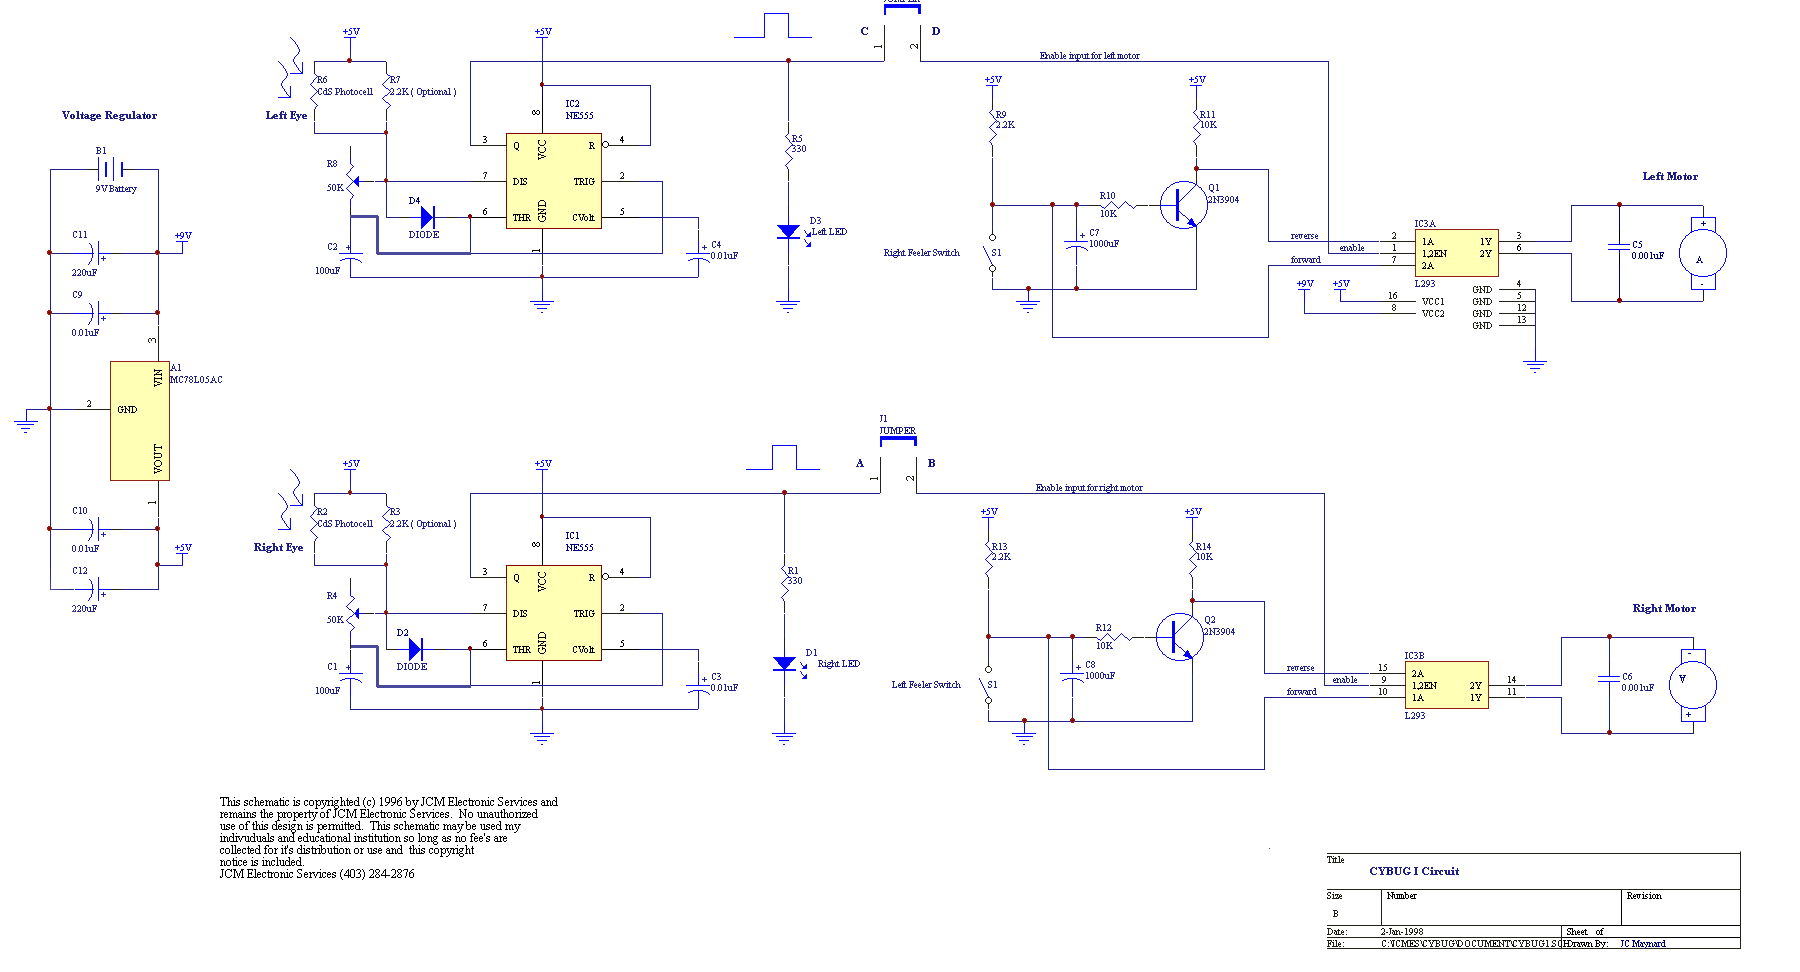 JUMPER
C
D
1
2
+5V
+5V
Enable input for left motor
R6
CdS Photocell
R7
2.2K ( Optional )
Left Eye
+5V
+5V
IC2
NE555
8
R9
2.2K
R11
10K
Voltage Regulator
B1
9V Battery
3
Q
VCC
R
4
R5
330
R8
50K
7
DIS
TRIG
2
D4
DIODE
6
THR
GND
CVolt
5
1
D3
Left LED
R10
10K
Q1
2N3904
Left Motor
C11
220uF
+9V
C2
+
100uF
C4
+
0.01uF
C7
+
1000uF
Right Feeler Switch
S1
reverse
enable
forward
IC3A
2
1A
1Y
3
1
1,2EN
2Y
6
7
2A
L293
C5
0.001uF
+
A
-
+9V
+5V
16
VCC1
8
VCC2
GND
4
GND
5
GND
12
GND
13
C9
+
0.01uF
3
A1
MC78L05AC
VIN
2
GND
VOUT
1
J1
JUMPER
A
B
1
2
+5V
+5V
Enable input for right motor
R2
CdS Photocell
R3
2.2K ( Optional )
Right Eye
+5V
+5V
IC1
NE555
8
C10
+
0.01uF
+5V
C12
+
220uF
R13
2.2K
R14
10K
3
Q
VCC
R
4
R1
330
R4
50K
7
DIS
TRIG
2
D2
DIODE
6
THR
GND
CVolt
5
1
D1
Right LED
R12
10K
Q2
2N3904
Right Motor
C1
+
100uF
C3
+
0.01uF
C8
+
1000uF
Left Feeler Switch
S1
reverse
enable
forward
IC3B
15
2A
9
1,2EN
2Y
14
10
1A
1Y
11
L293
C6
0.001uF
-
A
+
This schematic is copyrighted (c) 1996 by JCM Electronic Services and
remains the property of JCM Electronic Services. No unauthorized
use of this design is permitted. This schematic may be used my
indivuduals and educational institution so long as no fee's are
collected for it's distribution or use and this copyright
notice is included.
JCM Electronic Services (403) 284-2876
Title
CYBUG I Circuit
Size
Number
Revision
B
Date:
2-Jan-1998
Sheet of
File:
C:\JCMES\CYBUG\DOCUMENT\CYBUG1.SCH
Drawn By:
JC Maynard